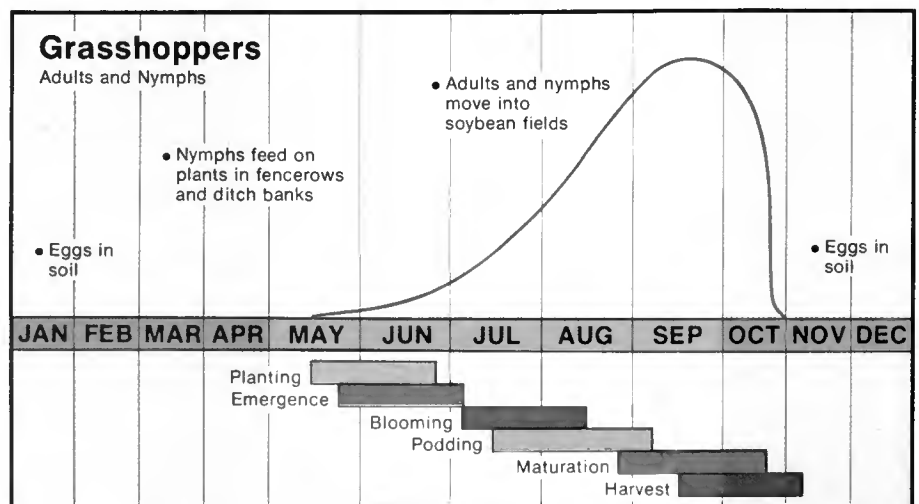 Grasshoppers
Adults and Nymphs
• Adults and nymphs
move into
soybean fields
• Nymphs feed on
plants in fencerows
and ditch banks
• Eggs in
soil
• Eggs in
soil
JAN FEB MAR APR MAY JUN JUL AUG SEP OCT NOV DEC
Planting
Emergence
Blooming
Podding
Maturation
Harvest